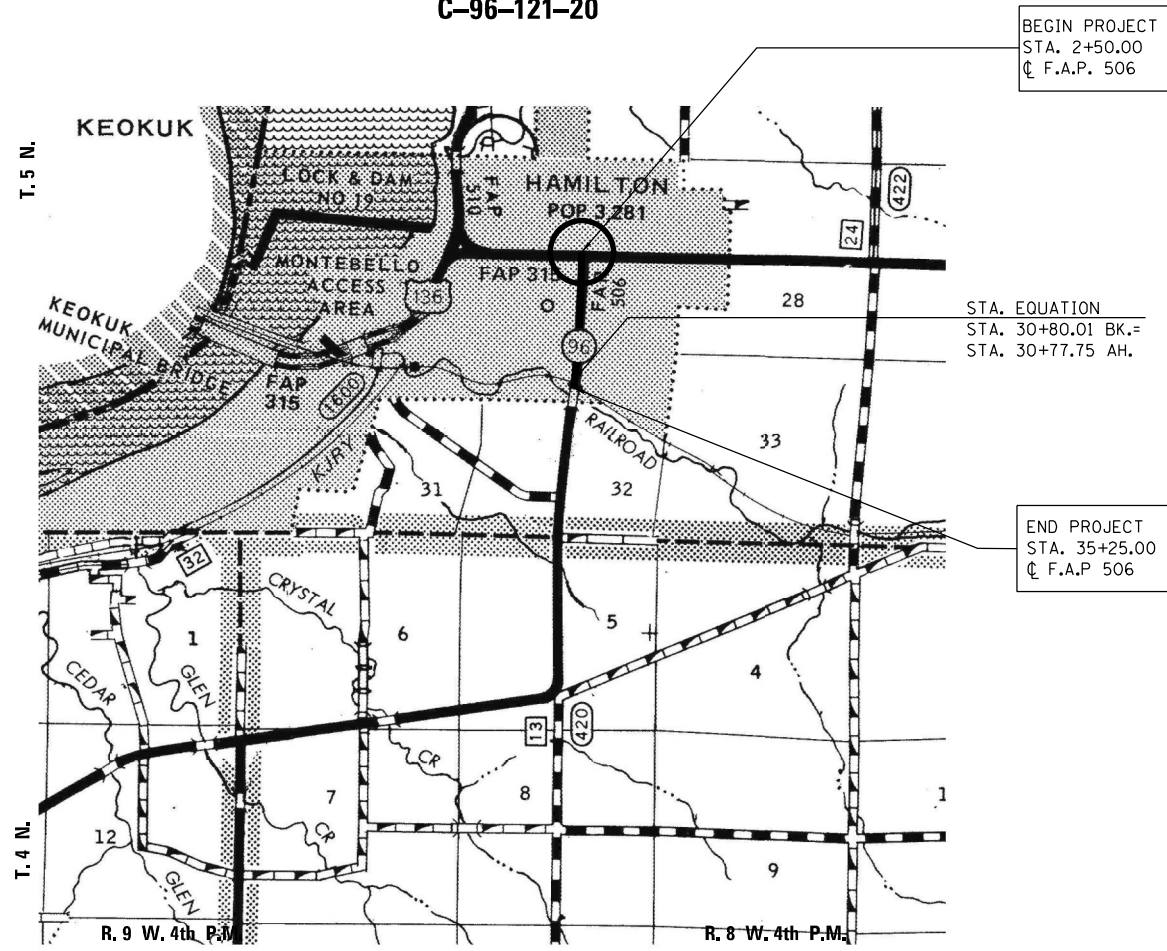 C–96–121–20
BEGIN PROJECT
STA. 2+50.00
℄ F.A.P. 506
KEOKUK
T. 5 N.
LOCK & DAM
NO 19
FAP
510
HAMILTON
POP 3,281
422
24
MONTEBELLO
ACCESS
AREA
136
FAP 315
FAP
506
28
KEOKUK
MUNICIPAL BRIDGE
96
STA. EQUATION
STA. 30+80.01 BK.=
STA. 30+77.75 AH.
FAP
315
1600
KJRY
RAILROAD
33
31
32
END PROJECT
STA. 35+25.00
℄ F.A.P 506
32
CRYSTAL
1
6
5
4
CEDAR
GLEN
13
420
CR
7
8
1
12
CR
9
GLEN
T. 4 N.
R. 9 W. 4th P.M.
R. 8 W. 4th P.M.